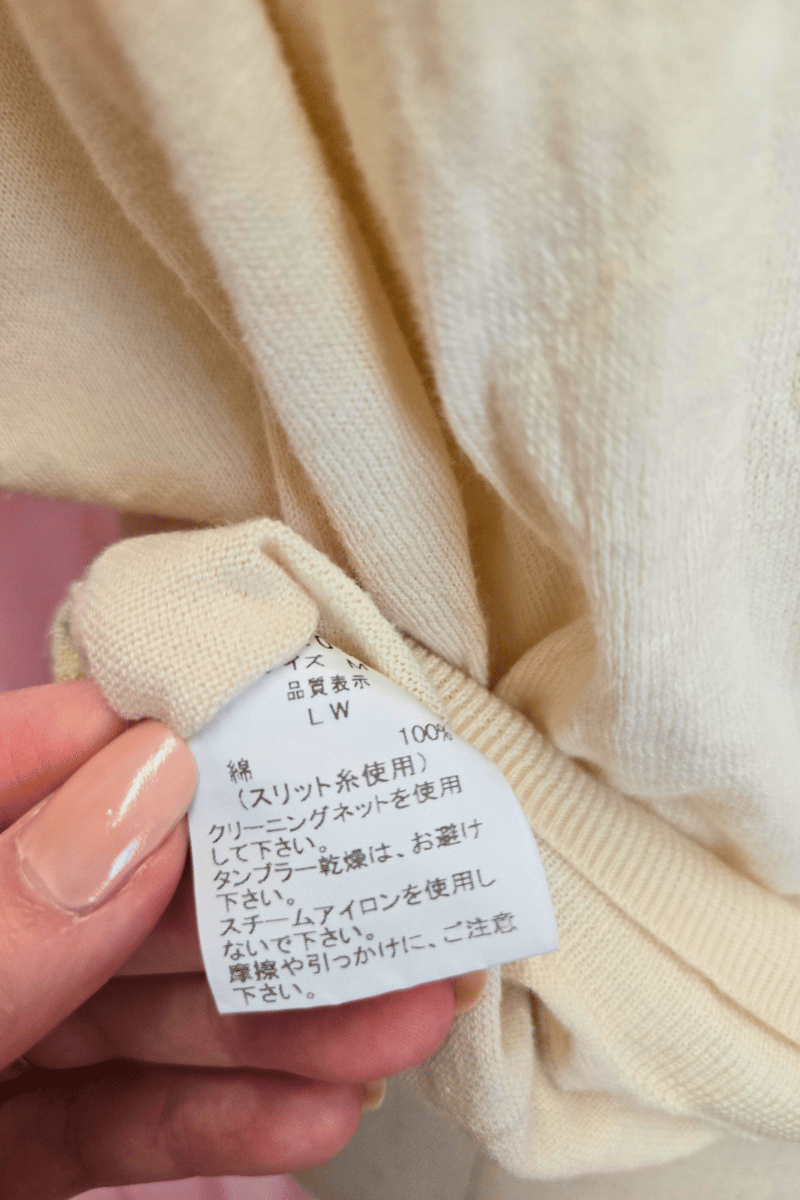 イズ M
品質表示
LW
綿 100%
(スリット糸使用)
クリーニングネットを使用
して下さい。
タンブラー乾燥は、お避け
下さい。
スチームアイロンを使用し
ないで下さい。
摩擦や引っかけに、ご注意
下さい。